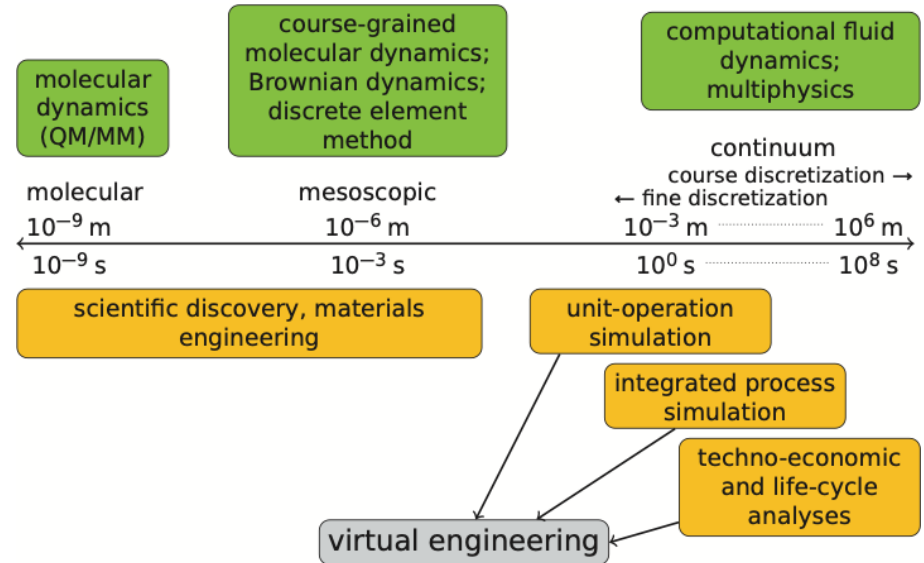 molecular
dynamics
(QM/MM)
course-grained
molecular dynamics;
Brownian dynamics;
discrete element
method
computational fluid
dynamics;
multiphysics
molecular
mesoscopic
continuum
course discretization →
← fine discretization
10⁻⁹ m
10⁻⁶ m
10⁻³ m ........... 10⁶ m
10⁻⁹ s
10⁻³ s
10⁰ s ........... 10⁸ s
scientific discovery, materials
engineering
unit-operation
simulation
integrated process
simulation
techno-economic
and life-cycle
analyses
virtual engineering